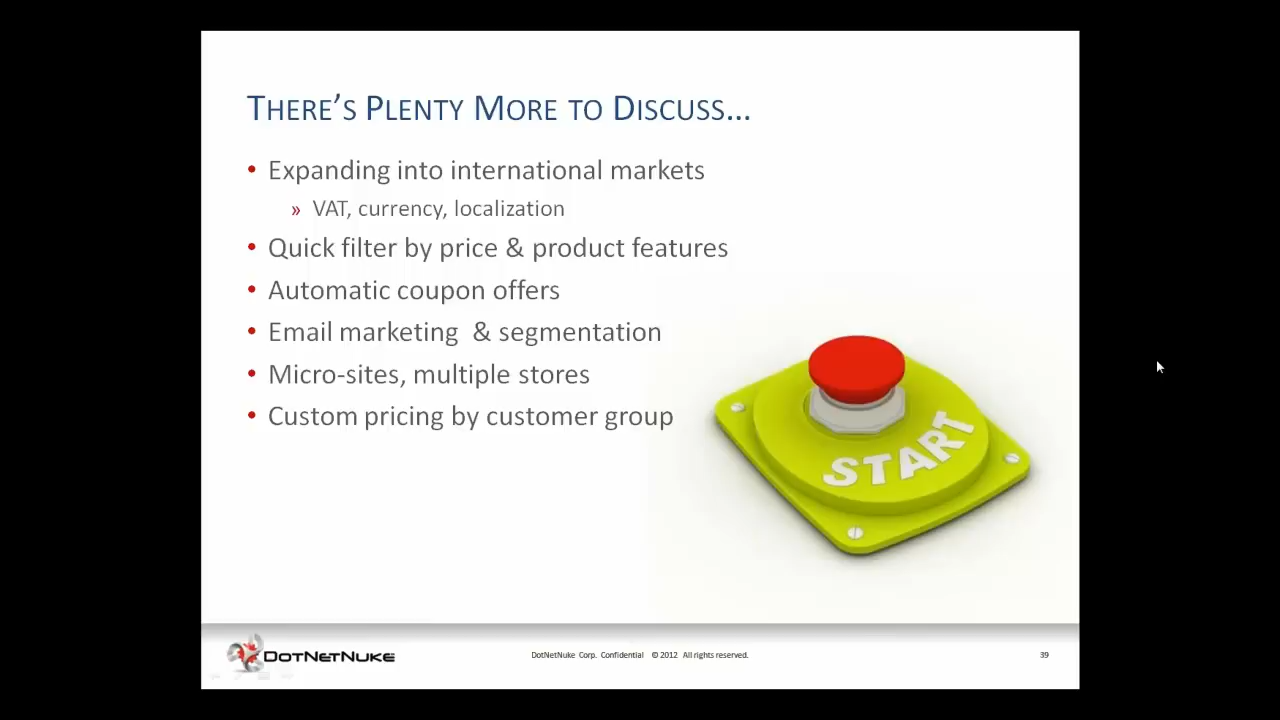 There's Plenty More to Discuss...
• Expanding into international markets
» VAT, currency, localization
• Quick filter by price & product features
• Automatic coupon offers
• Email marketing & segmentation
• Micro-sites, multiple stores
• Custom pricing by customer group
START
DotNetNuke
DotNetNuke Corp. Confidential © 2012 All rights reserved.
39